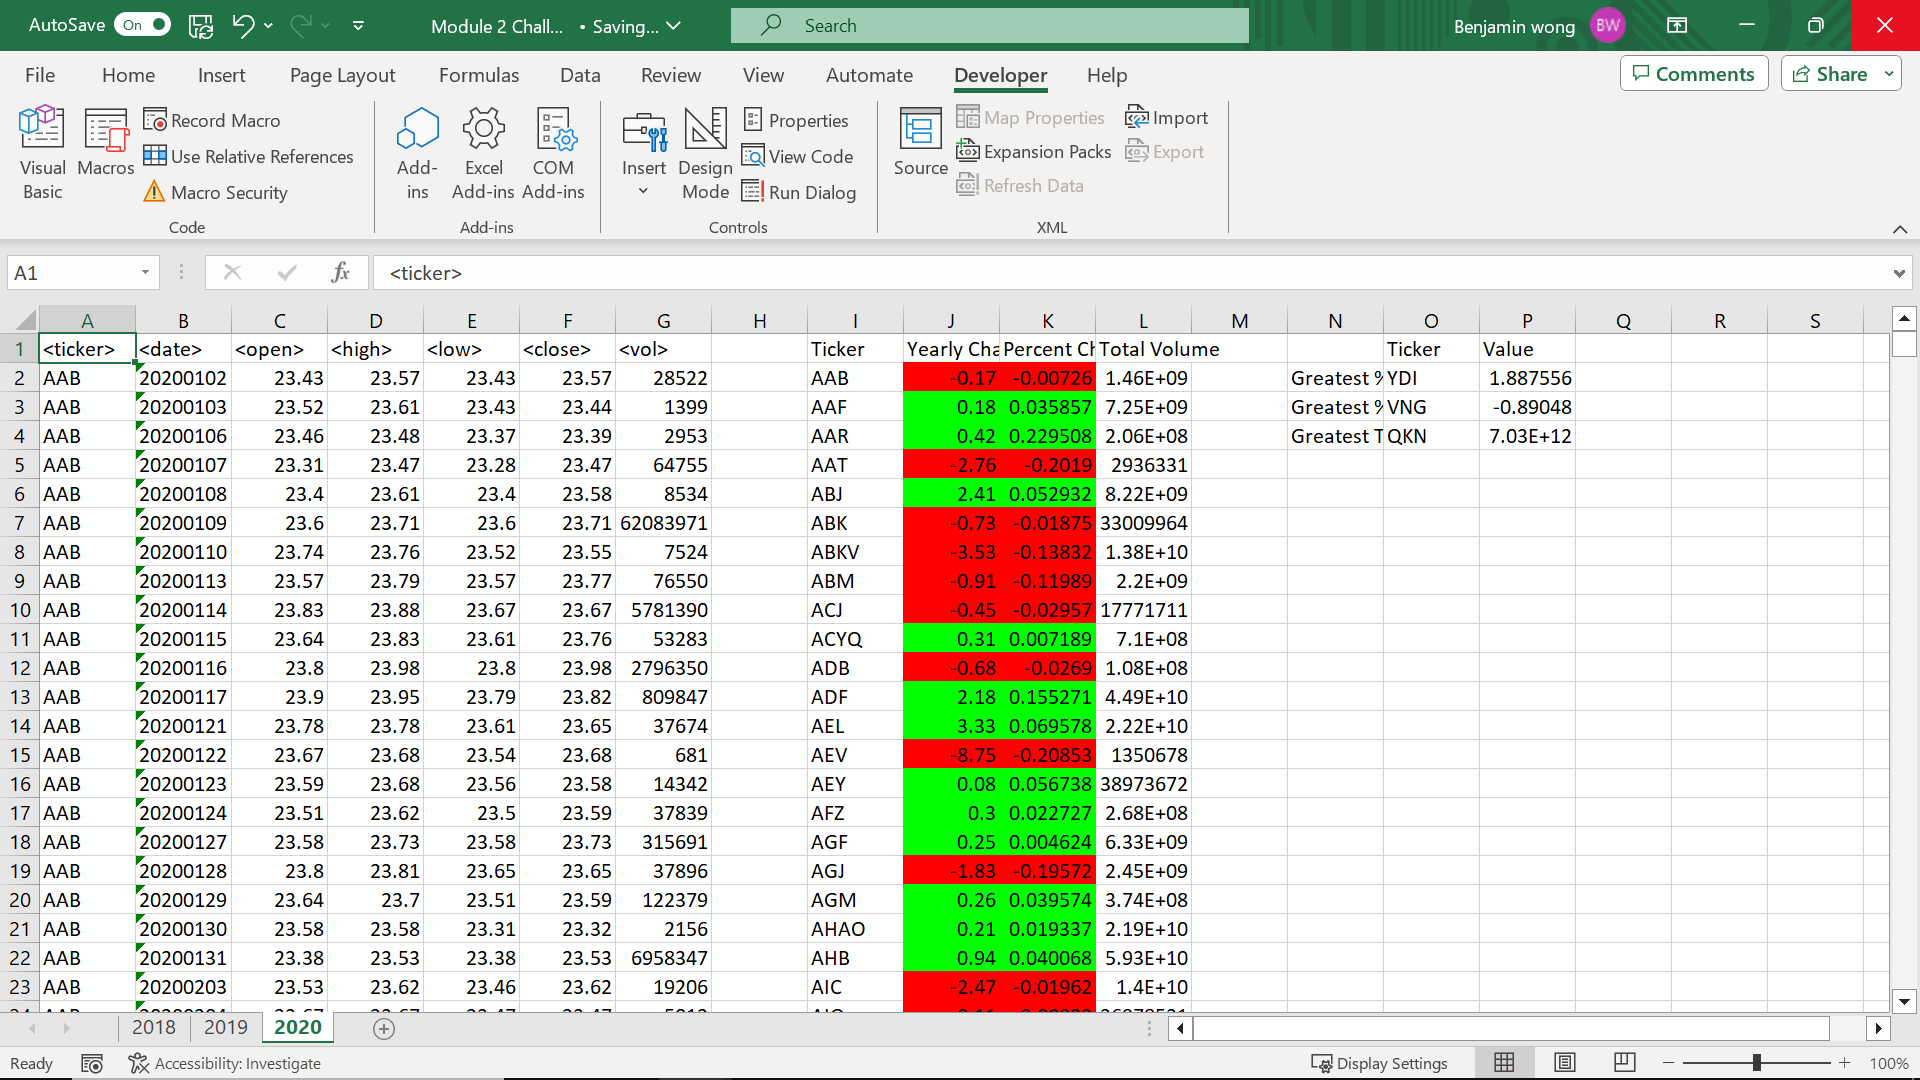 AutoSave On Module 2 Chall... • Saving... Search Benjamin wong BW
File Home Insert Page Layout Formulas Data Review View Automate Developer Help Comments Share
Visual Basic
Macros
Record Macro
Use Relative References
Macro Security
Code
Add-ins
Excel Add-ins
COM Add-ins
Add-ins
Insert
Design Mode
Properties
View Code
Run Dialog
Controls
Source
Map Properties
Expansion Packs
Refresh Data
Import
Export
XML
A1 fx <ticker>
A B C D E F G H I J K L M N O P Q R S
1 <ticker> <date> <open> <high> <low> <close> <vol> Ticker Yearly Cha Percent Ch Total Volume Ticker Value
2 AAB 20200102 23.43 23.57 23.43 23.57 28522 AAB -0.17 -0.00726 1.46E+09 Greatest % YDI 1.887556
3 AAB 20200103 23.52 23.61 23.43 23.44 1399 AAF 0.18 0.035857 7.25E+09 Greatest % VNG -0.89048
4 AAB 20200106 23.46 23.48 23.37 23.39 2953 AAR 0.42 0.229508 2.06E+08 Greatest T QKN 7.03E+12
5 AAB 20200107 23.31 23.47 23.28 23.47 64755 AAT -2.76 -0.2019 2936331
6 AAB 20200108 23.4 23.61 23.4 23.58 8534 ABJ 2.41 0.052932 8.22E+09
7 AAB 20200109 23.6 23.71 23.6 23.71 62083971 ABK -0.73 -0.01875 33009964
8 AAB 20200110 23.74 23.76 23.52 23.55 7524 ABKV -3.53 -0.13832 1.38E+10
9 AAB 20200113 23.57 23.79 23.57 23.77 76550 ABM -0.91 -0.11989 2.2E+09
10 AAB 20200114 23.83 23.88 23.67 23.67 5781390 ACJ -0.45 -0.02957 17771711
11 AAB 20200115 23.64 23.83 23.61 23.76 53283 ACYQ 0.31 0.007189 7.1E+08
12 AAB 20200116 23.8 23.98 23.8 23.98 2796350 ADB -0.68 -0.0269 1.08E+08
13 AAB 20200117 23.9 23.95 23.79 23.82 809847 ADF 2.18 0.155271 4.49E+10
14 AAB 20200121 23.78 23.78 23.61 23.65 37674 AEL 3.33 0.069578 2.22E+10
15 AAB 20200122 23.67 23.68 23.54 23.68 681 AEV -8.75 -0.20853 1350678
16 AAB 20200123 23.59 23.68 23.56 23.58 14342 AEY 0.08 0.056738 38973672
17 AAB 20200124 23.51 23.62 23.5 23.59 37839 AFZ 0.3 0.022727 2.68E+08
18 AAB 20200127 23.58 23.73 23.58 23.73 315691 AGF 0.25 0.004624 6.33E+09
19 AAB 20200128 23.8 23.81 23.65 23.65 37896 AGJ -1.83 -0.19572 2.45E+09
20 AAB 20200129 23.64 23.7 23.51 23.59 122379 AGM 0.26 0.039574 3.74E+08
21 AAB 20200130 23.58 23.58 23.31 23.32 2156 AHAO 0.21 0.019337 2.19E+10
22 AAB 20200131 23.38 23.53 23.38 23.53 6958347 AHB 0.94 0.040068 5.93E+10
23 AAB 20200203 23.53 23.62 23.46 23.62 19206 AIC -2.47 -0.01962 1.4E+10
2018 2019 2020
Ready Accessibility: Investigate Display Settings 100%